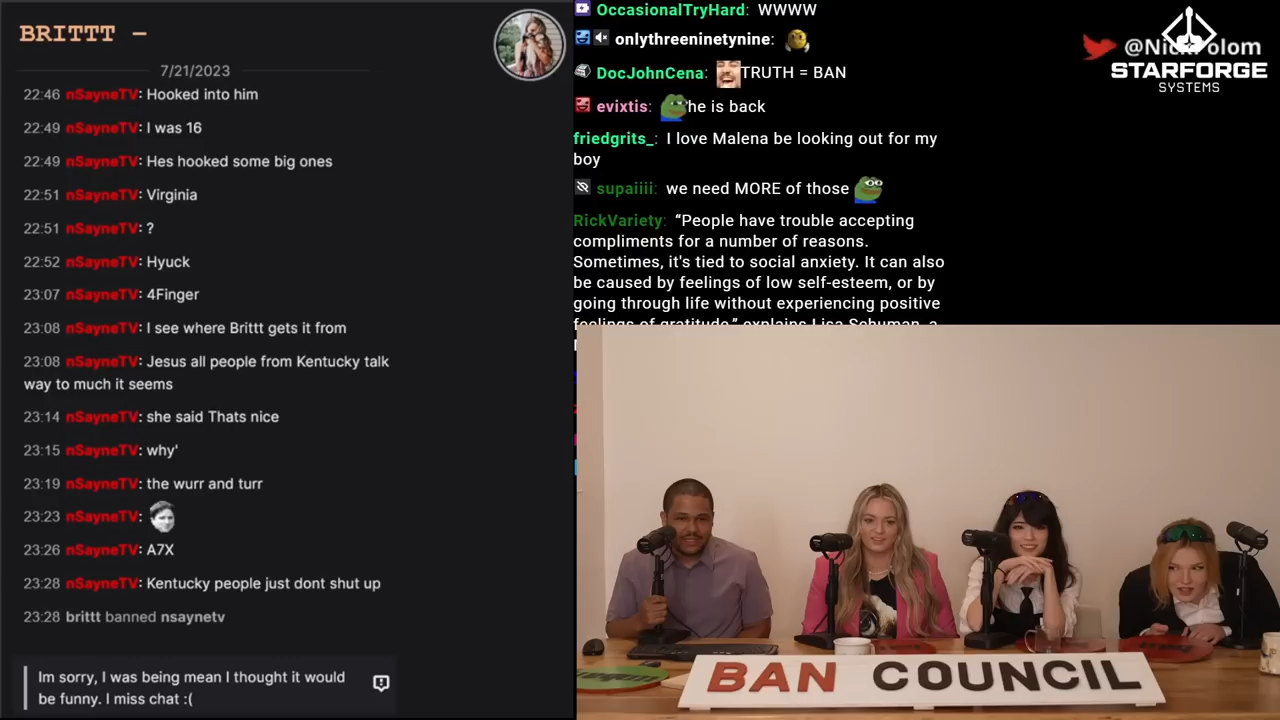 BRITTT –
7/21/2023
22:46 nSayneTV: Hooked into him
22:49 nSayneTV: I was 16
22:49 nSayneTV: Hes hooked some big ones
22:51 nSayneTV: Virginia
22:51 nSayneTV: ?
22:52 nSayneTV: Hyuck
23:07 nSayneTV: 4Finger
23:08 nSayneTV: I see where Brittt gets it from
23:08 nSayneTV: Jesus all people from Kentucky talk
way to much it seems
23:14 nSayneTV: she said Thats nice
23:15 nSayneTV: why'
23:19 nSayneTV: the wurr and turr
23:23 nSayneTV:
23:26 nSayneTV: A7X
23:28 nSayneTV: Kentucky people just dont shut up
23:28 brittt banned nsaynetv
Im sorry, I was being mean I thought it would
be funny. I miss chat :(
OccasionalTryHard: WWWW
onlythreeninetynine:
DocJohnCena: TRUTH = BAN
evixtis: he is back
friedgrits_: I love Malena be looking out for my
boy
supaiiii: we need MORE of those
RickVariety: “People have trouble accepting
compliments for a number of reasons.
Sometimes, it's tied to social anxiety. It can also
be caused by feelings of low self-esteem, or by
going through life without experiencing positive
feelings of gratitude,” explains Lisa Schuman, a
STARFORGE
SYSTEMS
BAN COUNCIL